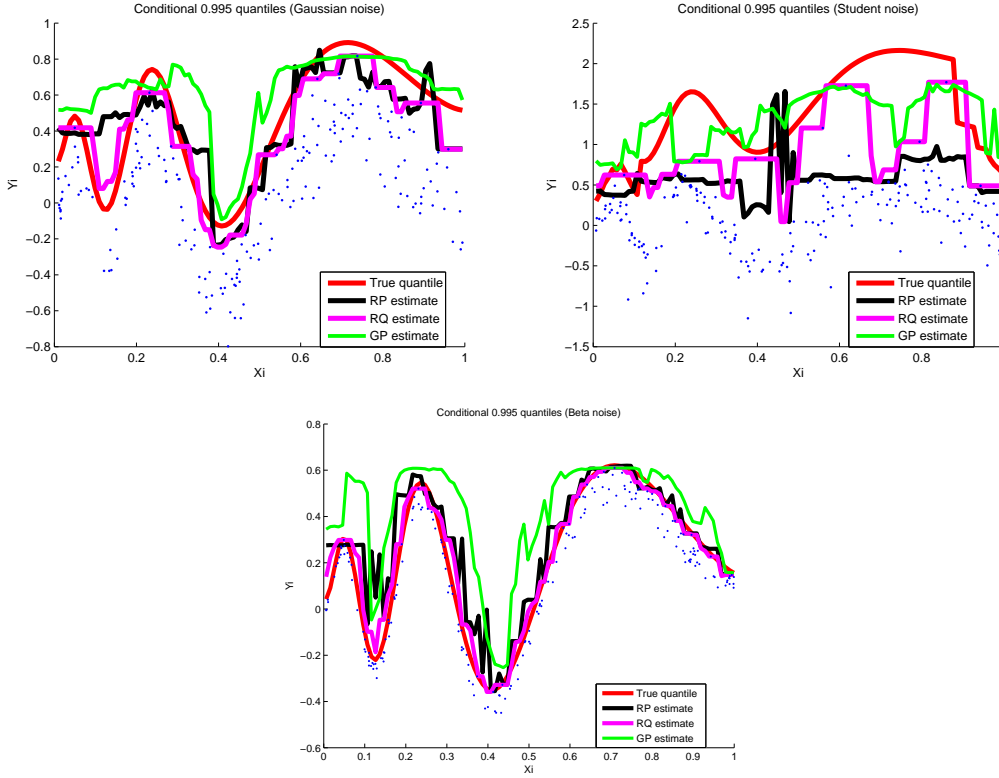 Conditional 0.995 quantiles (Gaussian noise)
1
0.8
0.6
0.4
0.2
0
−0.2
−0.4
−0.6
−0.8
Yi
0
0.2
0.4
0.6
0.8
1
Xi
True quantile
RP estimate
RQ estimate
GP estimate
Conditional 0.995 quantiles (Student noise)
2.5
2
1.5
1
0.5
0
−0.5
−1
−1.5
Yi
0
0.2
0.4
0.6
0.8
Xi
True quantile
RP estimate
RQ estimate
GP estimate
Conditional 0.995 quantiles (Beta noise)
0.8
0.6
0.4
0.2
0
−0.2
−0.4
−0.6
Yi
0
0.1
0.2
0.3
0.4
0.5
0.6
0.7
0.8
0.9
1
Xi
True quantile
RP estimate
RQ estimate
GP estimate